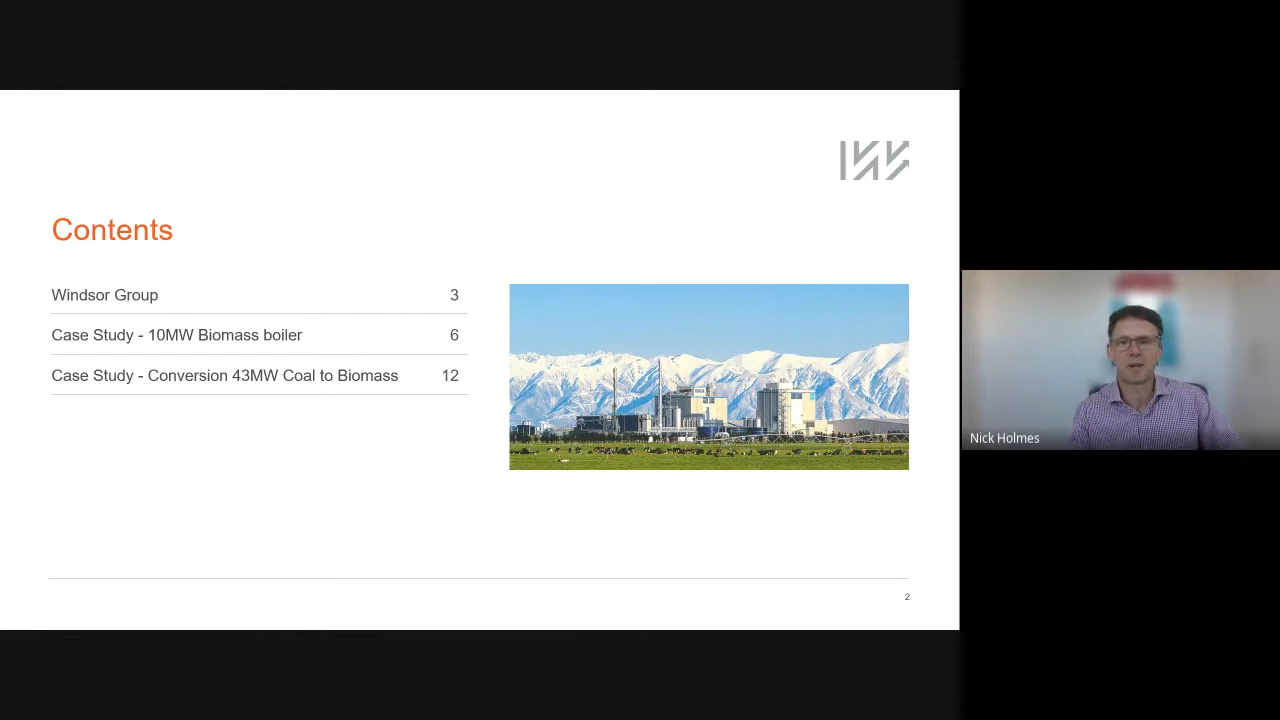 Contents
Windsor Group 3
Case Study - 10MW Biomass boiler 6
Case Study - Conversion 43MW Coal to Biomass 12
2
Nick Holmes